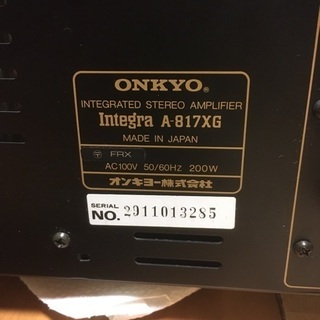 ONKYO®
INTEGRATED STEREO AMPLIFIER
Integra A-817XG
MADE IN JAPAN
〒 FRX
AC100V 50/60Hz 200W
オンキヨー株式会社
SERIAL
NO. 2911013285